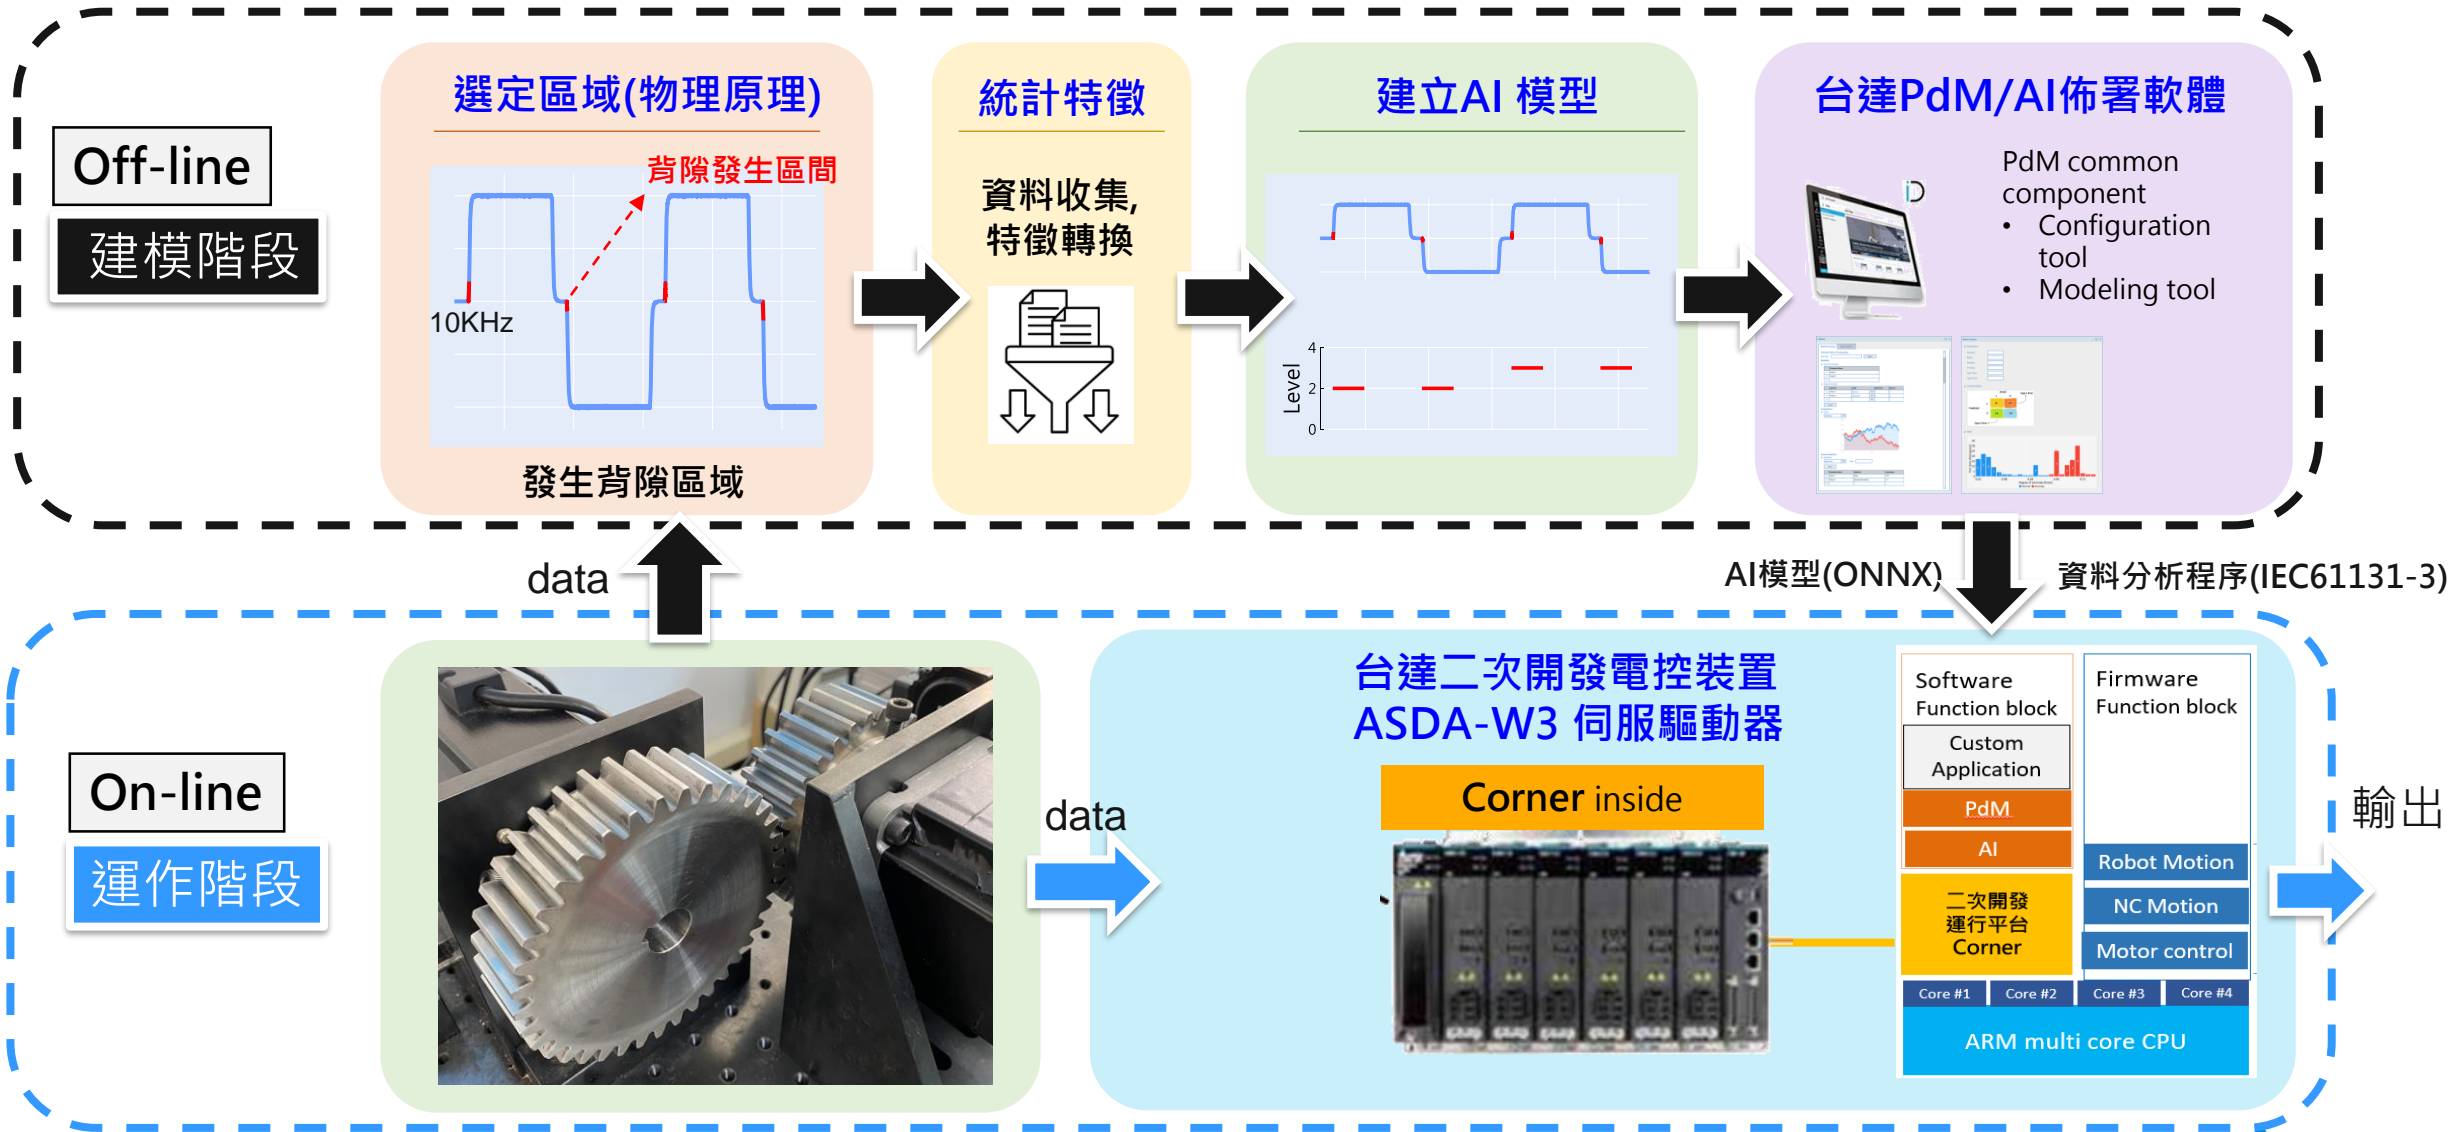 Off-line
建模階段
選定區域(物理原理)
背隙發生區間
10KHz
發生背隙區域
統計特徵
資料收集,
特徵轉換
建立AI 模型
Level
4
2
0
台達PdM/AI佈署軟體
PdM common
component
• Configuration
tool
• Modeling tool
data
AI模型(ONNX)
資料分析程序(IEC61131-3)
On-line
運作階段
data
台達二次開發電控裝置
ASDA-W3 伺服驅動器
Corner inside
Software
Function block
Custom
Application
PdM
AI
二次開發
運行平台
Corner
Firmware
Function block
Robot Motion
NC Motion
Motor control
Core #1
Core #2
Core #3
Core #4
ARM multi core CPU
輸出